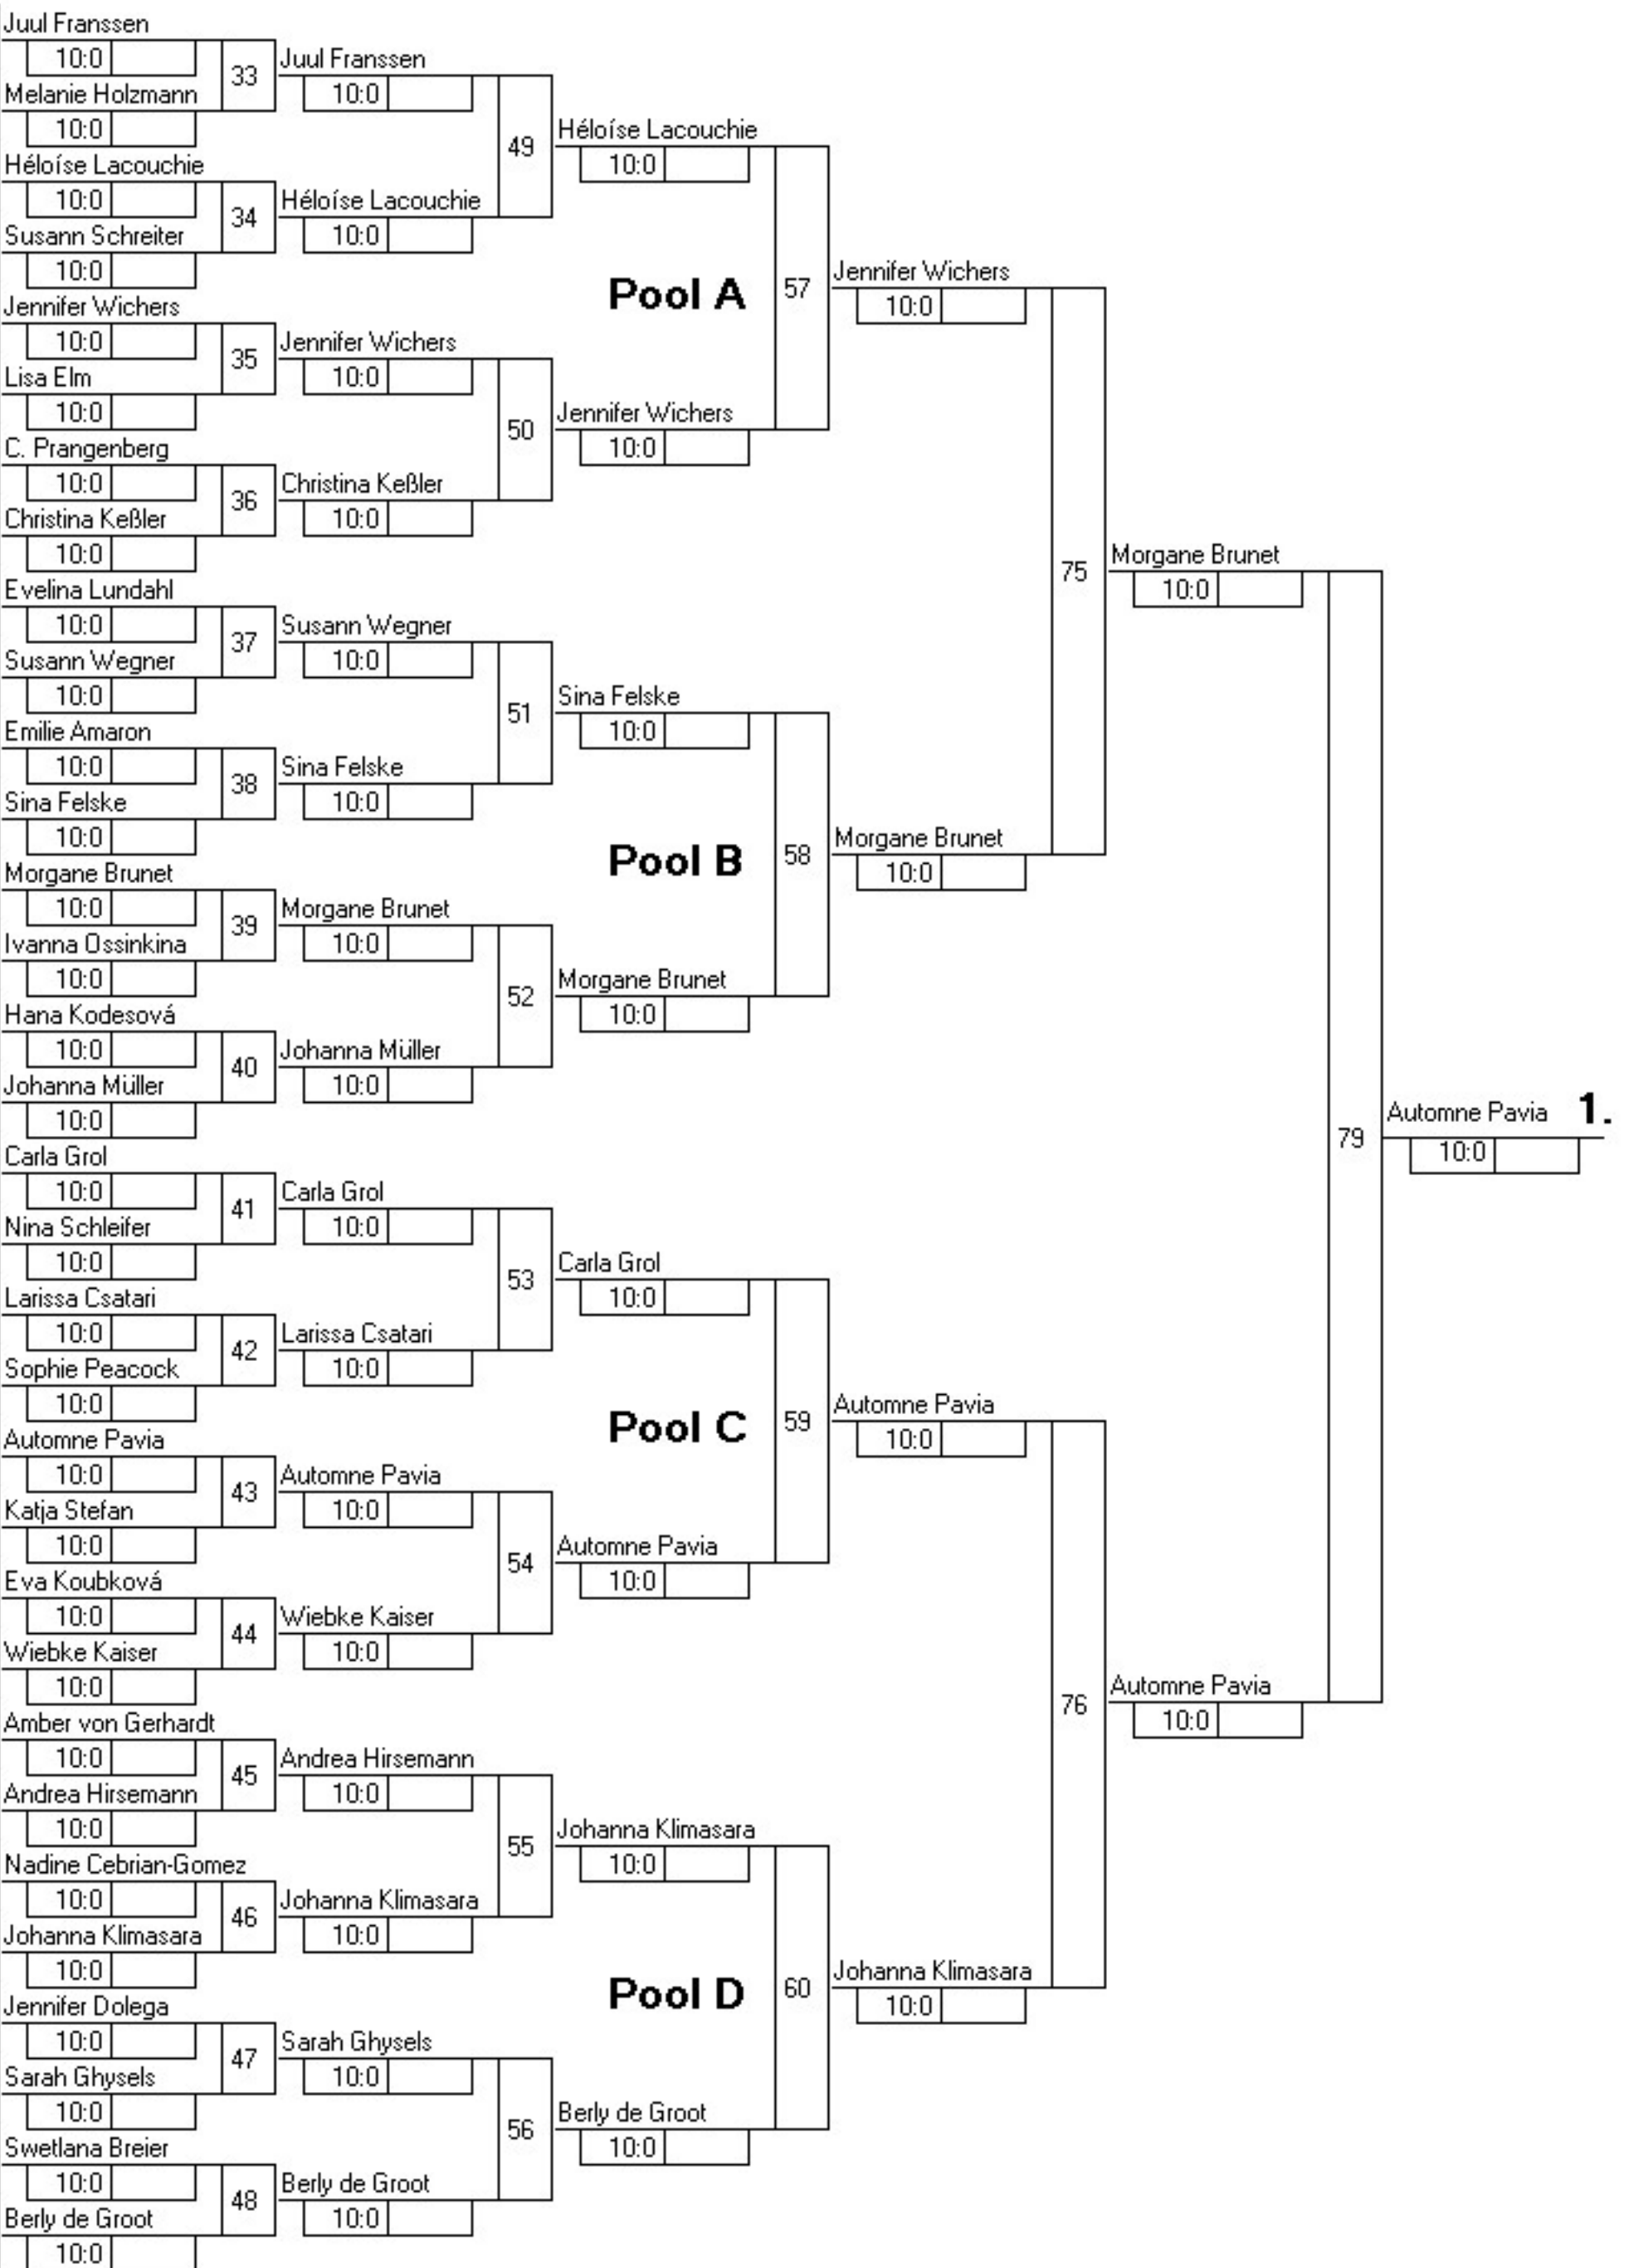 Juul Franssen
10:0
33
Melanie Holzmann
10:0
Héloíse Lacouchie
10:0
34
Susann Schreiter
10:0
Jennifer Wichers
10:0
35
Lisa Elm
10:0
C. Prangenberg
10:0
36
Christina Keßler
10:0
Evelina Lundahl
10:0
37
Susann Wegner
10:0
Emilie Amaron
10:0
38
Sina Felske
10:0
Morgane Brunet
10:0
39
Ivanna Ossinkina
10:0
Hana Kodesová
10:0
40
Johanna Müller
10:0
Carla Grol
10:0
41
Nina Schleifer
10:0
Larissa Csatari
10:0
42
Sophie Peacock
10:0
Automne Pavia
10:0
43
Katja Stefan
10:0
Eva Koubková
10:0
44
Wiebke Kaiser
10:0
Amber von Gerhardt
10:0
45
Andrea Hirsemann
10:0
Nadine Cebrian-Gomez
10:0
46
Johanna Klimasara
10:0
Jennifer Dolega
10:0
47
Sarah Ghysels
10:0
Swetlana Breier
10:0
48
Berly de Groot
10:0
Juul Franssen
10:0
49
Héloíse Lacouchie
10:0
Jennifer Wichers
10:0
50
Christina Keßler
10:0
Susann Wegner
10:0
51
Sina Felske
10:0
Morgane Brunet
10:0
52
Johanna Müller
10:0
Carla Grol
10:0
53
Larissa Csatari
10:0
Automne Pavia
10:0
54
Wiebke Kaiser
10:0
Andrea Hirsemann
10:0
55
Johanna Klimasara
10:0
Sarah Ghysels
10:0
56
Berly de Groot
10:0
Héloíse Lacouchie
10:0
Pool A
57
Jennifer Wichers
10:0
Sina Felske
10:0
Pool B
58
Morgane Brunet
10:0
Carla Grol
10:0
Pool C
59
Automne Pavia
10:0
Johanna Klimasara
10:0
Pool D
60
Berly de Groot
10:0
Jennifer Wichers
10:0
75
Morgane Brunet
10:0
Automne Pavia
10:0
76
Johanna Klimasara
10:0
Morgane Brunet
10:0
79
Automne Pavia
10:0
Automne Pavia 1.
10:0